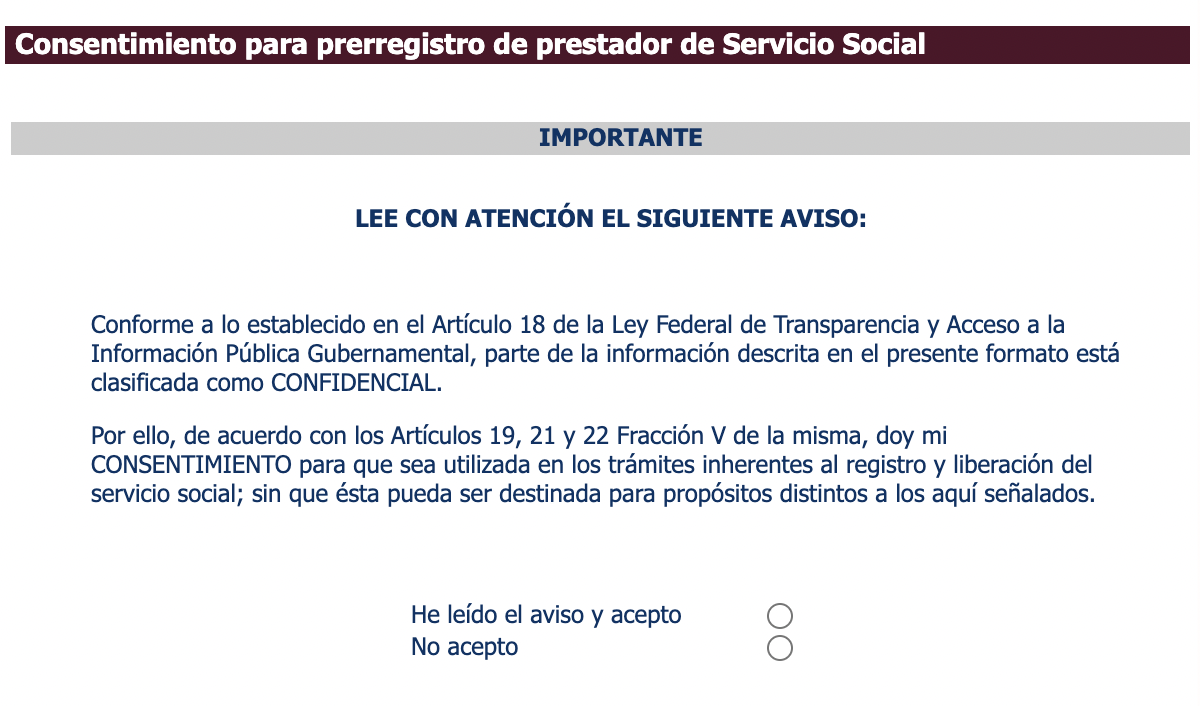 Consentimiento para prerregistro de prestador de Servicio Social
IMPORTANTE
LEE CON ATENCIÓN EL SIGUIENTE AVISO:
Conforme a lo establecido en el Artículo 18 de la Ley Federal de Transparencia y Acceso a la
Información Pública Gubernamental, parte de la información descrita en el presente formato está
clasificada como CONFIDENCIAL.
Por ello, de acuerdo con los Artículos 19, 21 y 22 Fracción V de la misma, doy mi
CONSENTIMIENTO para que sea utilizada en los trámites inherentes al registro y liberación del
servicio social; sin que ésta pueda ser destinada para propósitos distintos a los aquí señalados.
He leído el aviso y acepto
No acepto